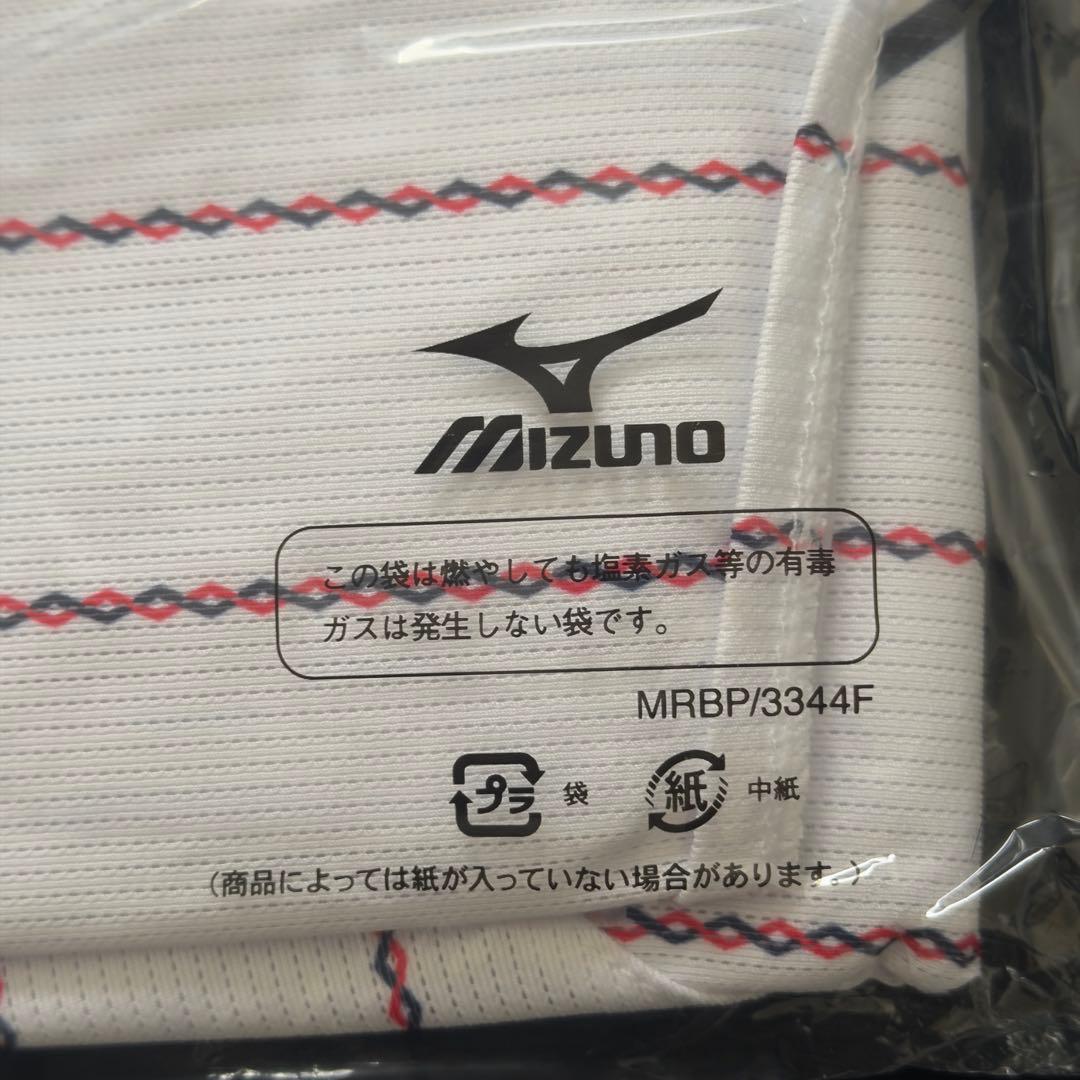 MIZUNO
この袋は燃やしても塩素ガス等の有毒
ガスは発生しない袋です。
MRBP/3344F
プラ 袋 紙 中紙
(商品によっては紙が入っていない場合があります。)